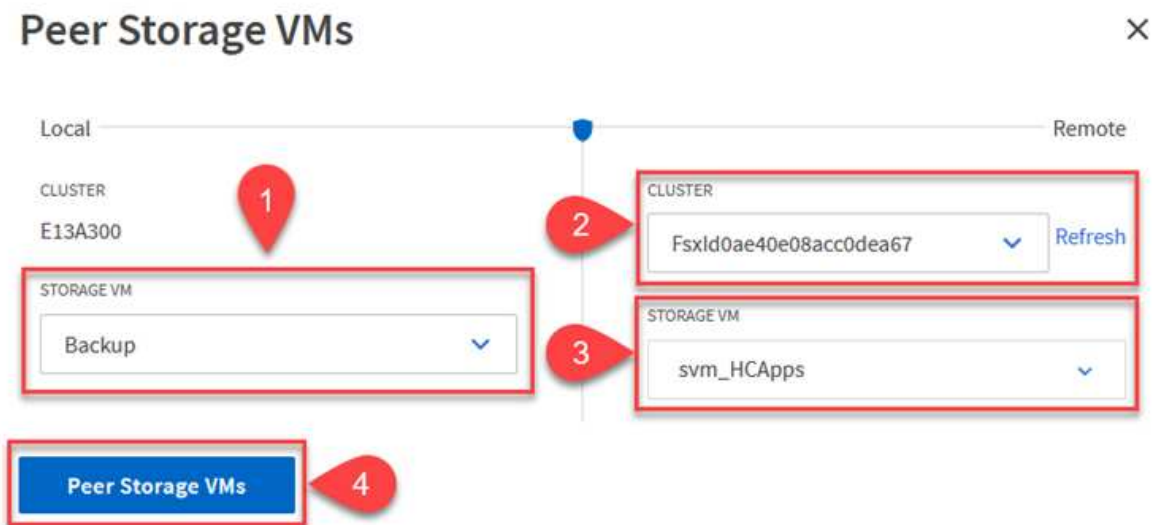 Peer Storage VMs
Local
Remote
CLUSTER
E13A300
1
STORAGE VM
Backup
2
CLUSTER
FsxId0ae40e08acc0dea67
Refresh
3
STORAGE VM
svm_HCApps
Peer Storage VMs
4